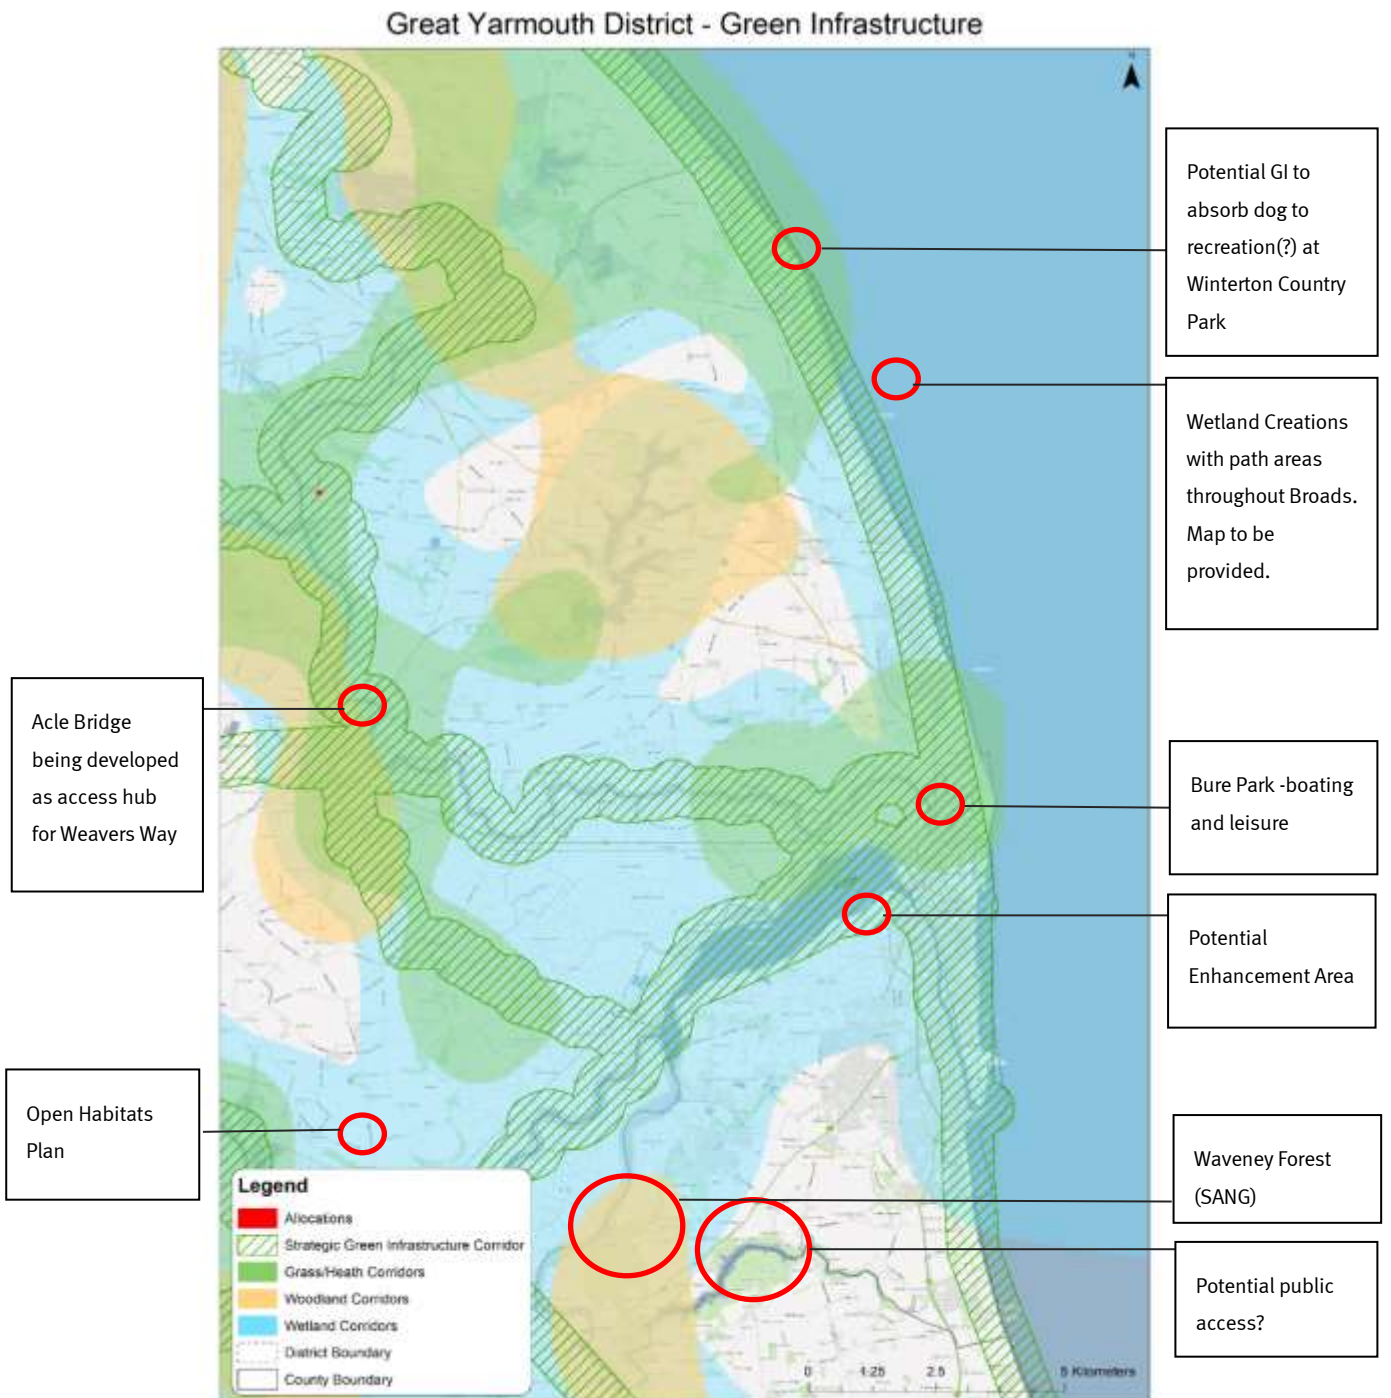 Great Yarmouth District - Green Infrastructure
Potential GI to
absorb dog to
recreation(?) at
Winterton Country
Park
Wetland Creations
with path areas
throughout Broads.
Map to be
provided.
Acle Bridge
being developed
as access hub
for Weavers Way
Bure Park -boating
and leisure
Potential
Enhancement Area
Open Habitats
Plan
Waveney Forest
(SANG)
Potential public
access?
Legend
Allocations
Strategic Green Infrastructure Corridor
Grass/Heath Corridors
Woodland Corridors
Wetland Corridors
District Boundary
County Boundary
0 1.25 2.5 5 Kilometers